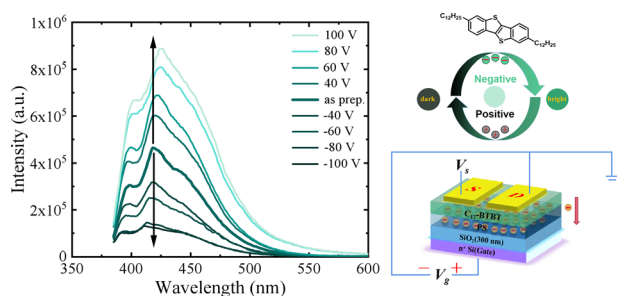 1x10⁶
8x10⁵
6x10⁵
4x10⁵
2x10⁵
0
Intensity (a.u.)
350
400
450
500
550
600
Wavelength (nm)
100 V
80 V
60 V
40 V
as prep.
-40 V
-60 V
-80 V
-100 V
C₁₂H₂₅
S
S
C₁₂H₂₅
Negative
dark
bright
Positive
Vₛ
S
D
C₁₂-BTBT
PS
SiO₂(300 nm)
n⁺ Si(Gate)
− +
V_g